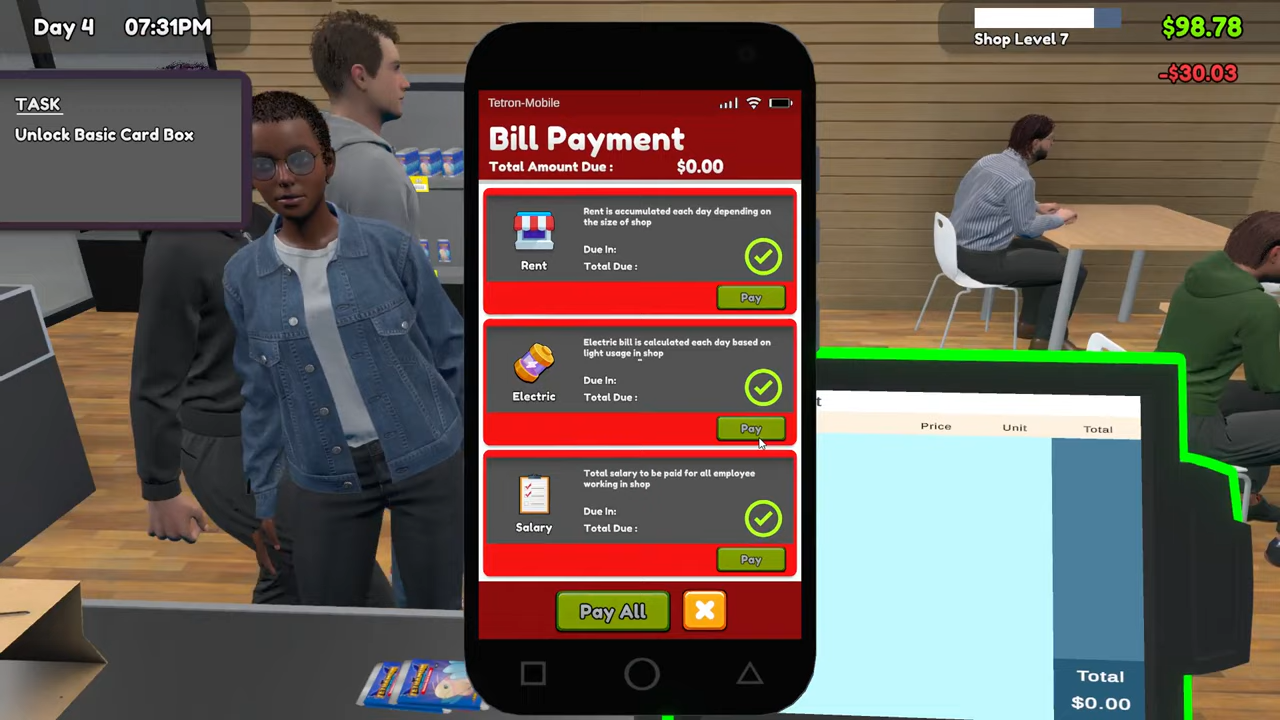 Day 4 07:31PM
Shop Level 7
$98.78
-$30.03
TASK
Unlock Basic Card Box
Tetron-Mobile
Bill Payment
Total Amount Due : $0.00
Rent is accumulated each day depending on
the size of shop
Due In:
Total Due :
Rent
Pay
Electric bill is calculated each day based on
light usage in shop
Due In:
Total Due :
Electric
Pay
Total salary to be paid for all employee
working in shop
Due In:
Total Due :
Salary
Pay
Pay All
Price Unit Total
Total
$0.00